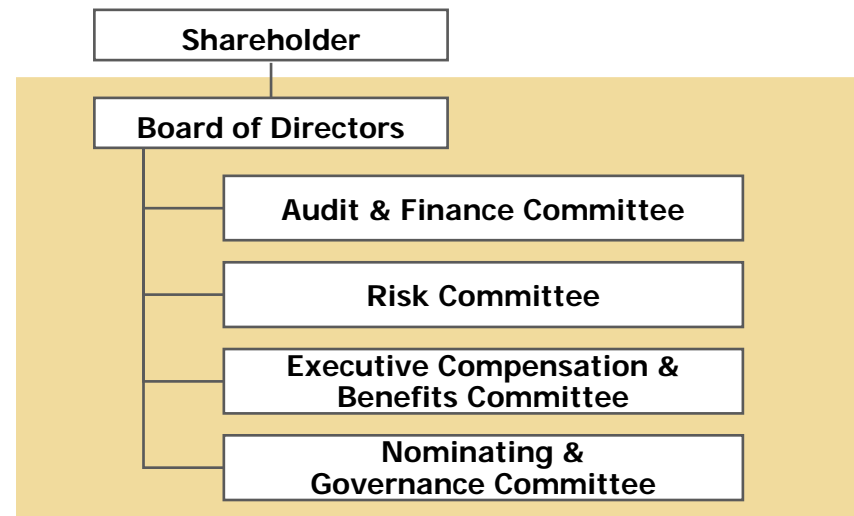 Shareholder
Board of Directors
Audit & Finance Committee
Risk Committee
Executive Compensation &
Benefits Committee
Nominating &
Governance Committee